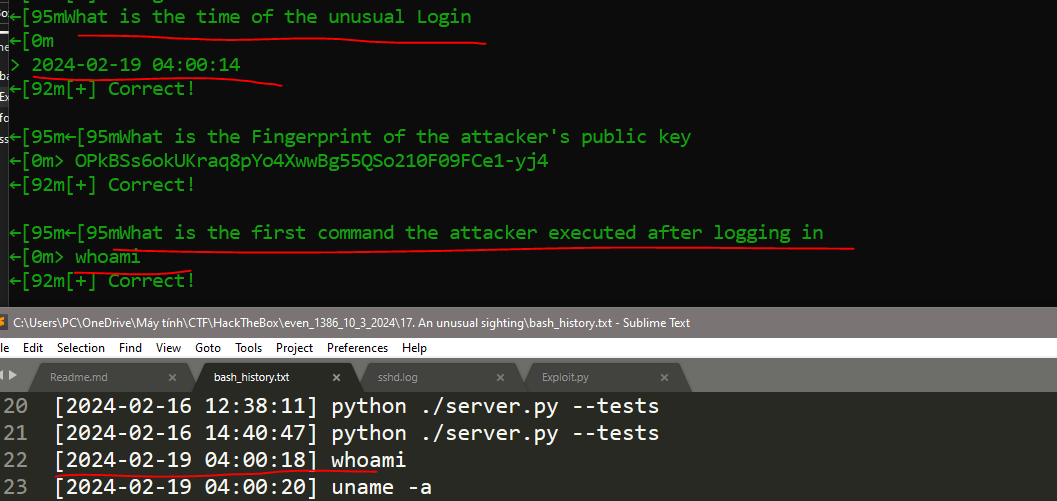 ←[95mWhat is the time of the unusual Login
←[0m
> 2024-02-19 04:00:14
←[92m[+] Correct!
←[95m←[95mWhat is the Fingerprint of the attacker's public key
←[0m> OPkBSs6okUKraq8pYo4XwwBg55QSo210F09FCe1-yj4
←[92m[+] Correct!
←[95m←[95mWhat is the first command the attacker executed after logging in
←[0m> whoami
←[92m[+] Correct!
C:\Users\PC\OneDrive\Máy tính\CTF\HackTheBox\even_1386_10_3_2024\17. An unusual sighting\bash_history.txt - Sublime Text
le Edit Selection Find View Goto Tools Project Preferences Help
Readme.md × bash_history.txt × sshd.log × Exploit.py ×
20 [2024-02-16 12:38:11] python ./server.py --tests
21 [2024-02-16 14:40:47] python ./server.py --tests
22 [2024-02-19 04:00:18] whoami
23 [2024-02-19 04:00:20] uname -a